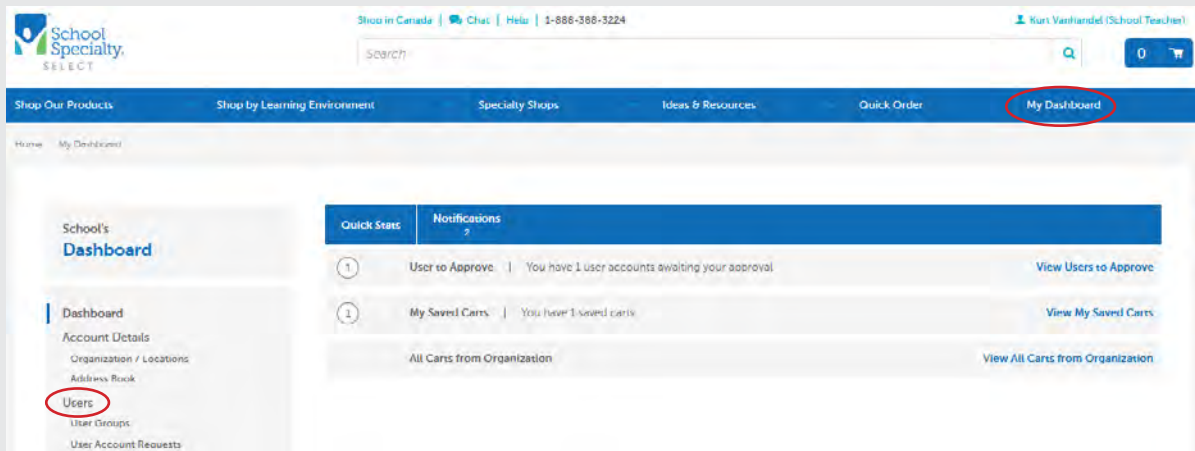 School
Specialty.
SELECT
Shop in Canada | Chat | Help | 1-888-388-3224
Kurt Vanhandel (School Teacher)
Search
0
Shop Our Products Shop by Learning Environment Specialty Shops Ideas & Resources Quick Order My Dashboard
Home My Dashboard
School's
Dashboard
Dashboard
Account Details
Organization / Locations
Address Book
Users
User Groups
User Account Requests
Quick Stats Notifications
2
1 User to Approve | You have 1 user accounts awaiting your approval View Users to Approve
1 My Saved Carts | You have 1 saved carts View My Saved Carts
All Carts from Organization View All Carts from Organization